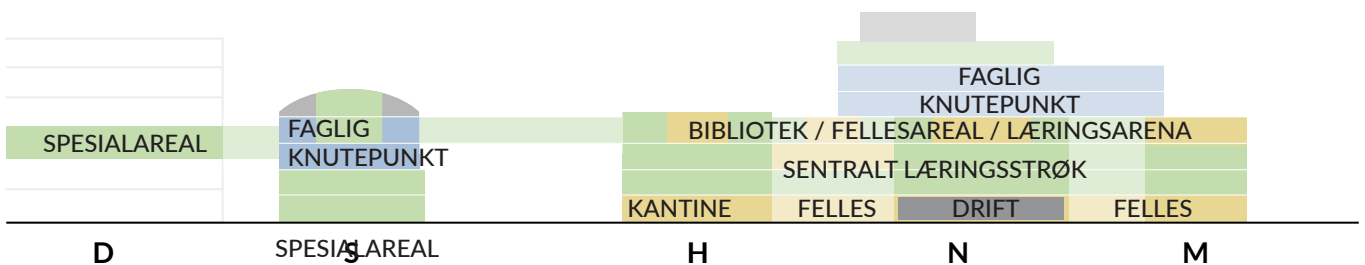 FAGLIG
KNUTEPUNKT
BIBLIOTEK / FELLESAREAL / LÆRINGSARENA
SPESIALAREAL
FAGLIG
KNUTEPUNKT
SENTRALT LÆRINGSSTRØK
KANTINE
FELLES
DRIFT
FELLES
SPESIALAREAL
D
S
H
N
M